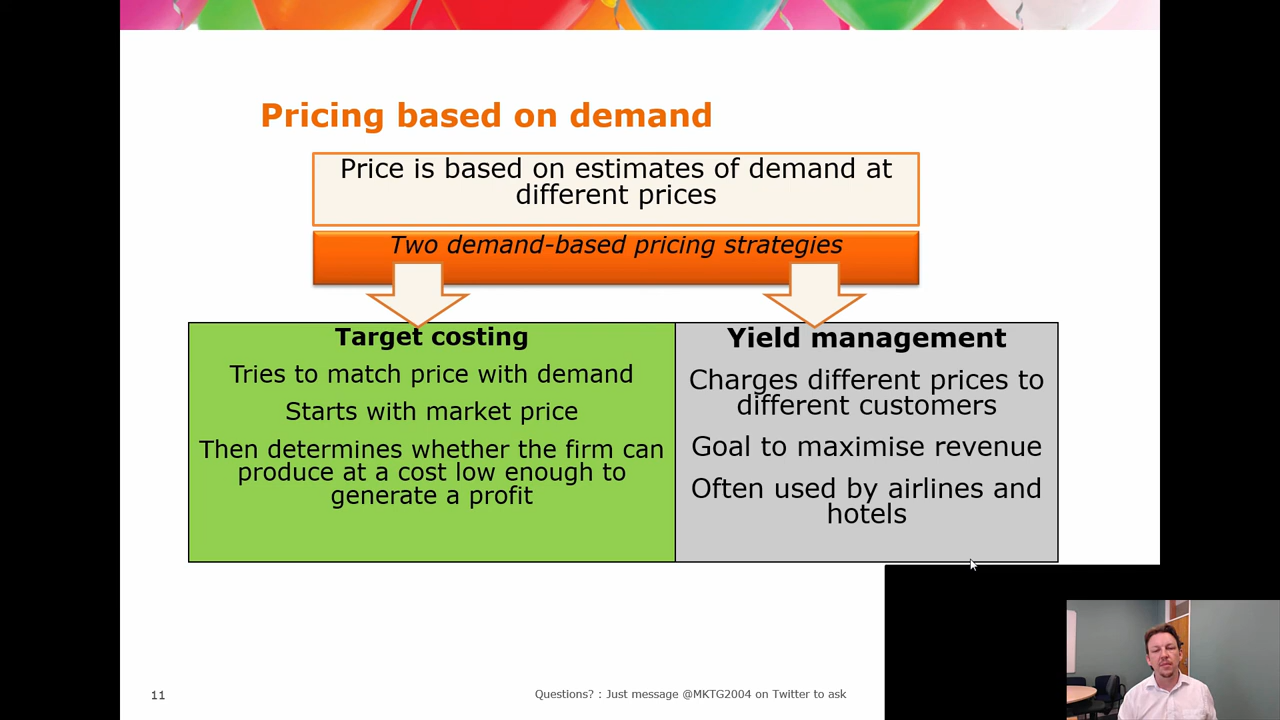 Pricing based on demand
Price is based on estimates of demand at
different prices
Two demand-based pricing strategies
Target costing
Tries to match price with demand
Starts with market price
Then determines whether the firm can
produce at a cost low enough to
generate a profit
Yield management
Charges different prices to
different customers
Goal to maximise revenue
Often used by airlines and
hotels
11
Questions? : Just message @MKTG2004 on Twitter to ask